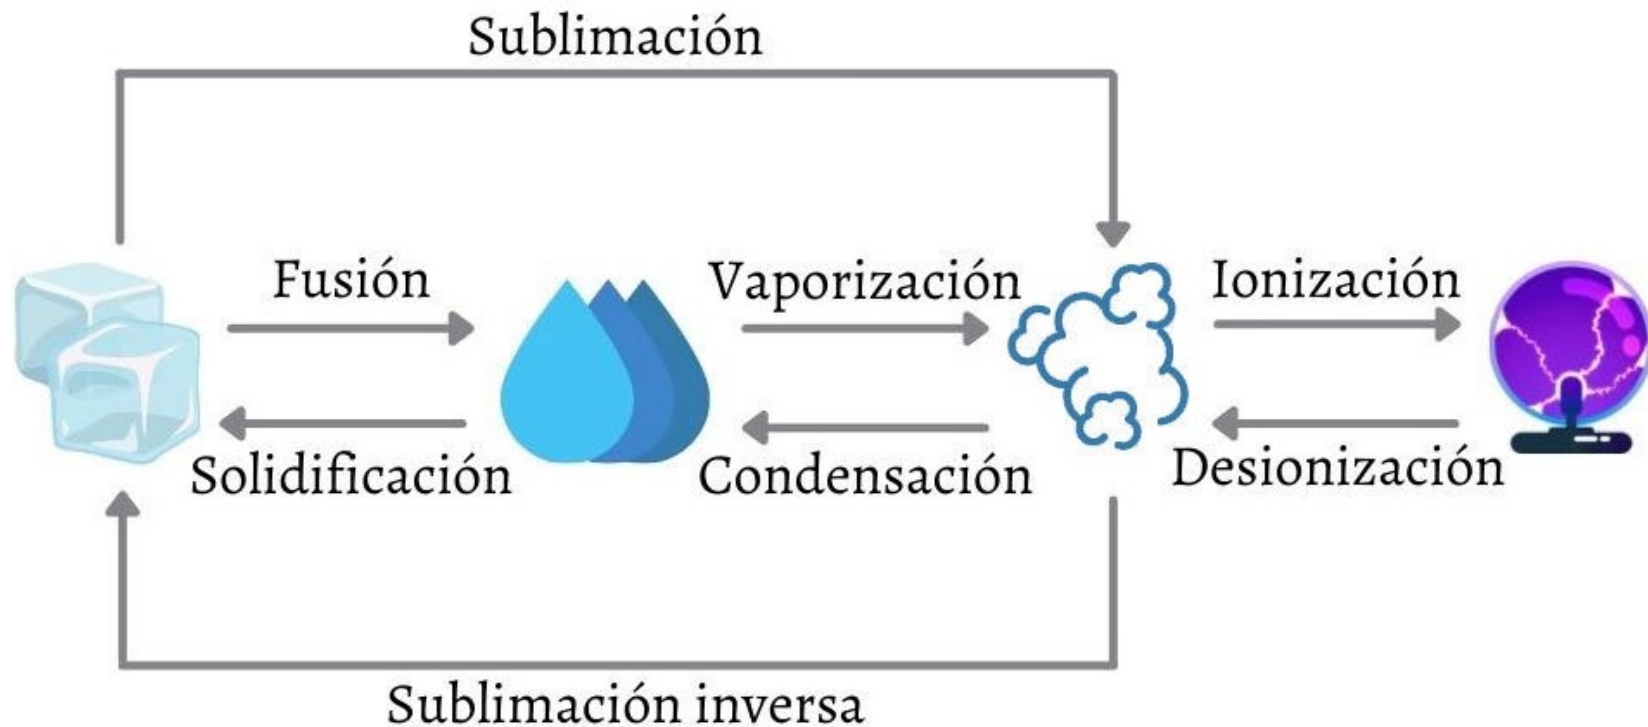 Sublimación
Fusión
Vaporización
Ionización
Solidificación
Condensación
Desionización
Sublimación inversa